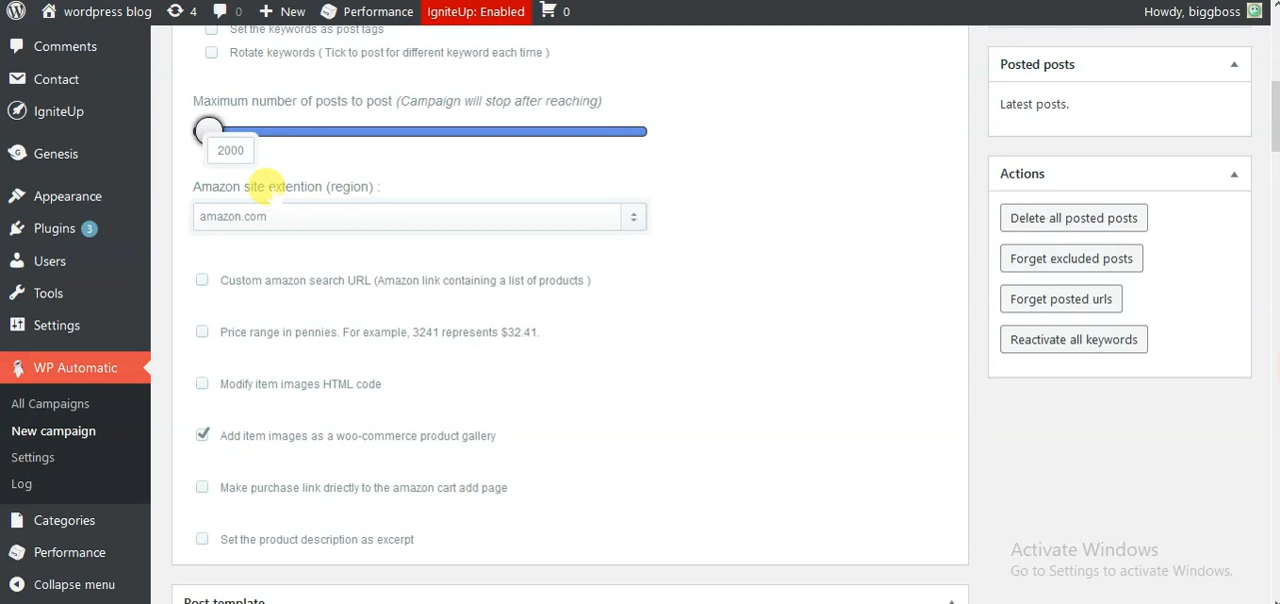 wordpress blog 4 0 New Performance IgniteUp: Enabled 0 Howdy, biggboss
Comments
Contact
IgniteUp
Genesis
Appearance
Plugins 3
Users
Tools
Settings
WP Automatic
All Campaigns
New campaign
Settings
Log
Categories
Performance
Collapse menu
Set the keywords as post tags
Rotate keywords ( Tick to post for different keyword each time )
Maximum number of posts to post (Campaign will stop after reaching)
2000
Amazon site extention (region) :
amazon.com
Custom amazon search URL (Amazon link containing a list of products )
Price range in pennies. For example, 3241 represents $32.41.
Modify item images HTML code
Add item images as a woo-commerce product gallery
Make purchase link driectly to the amazon cart add page
Set the product description as excerpt
Post template
Posted posts
Latest posts.
Actions
Delete all posted posts
Forget excluded posts
Forget posted urls
Reactivate all keywords
Activate Windows
Go to Settings to activate Windows.